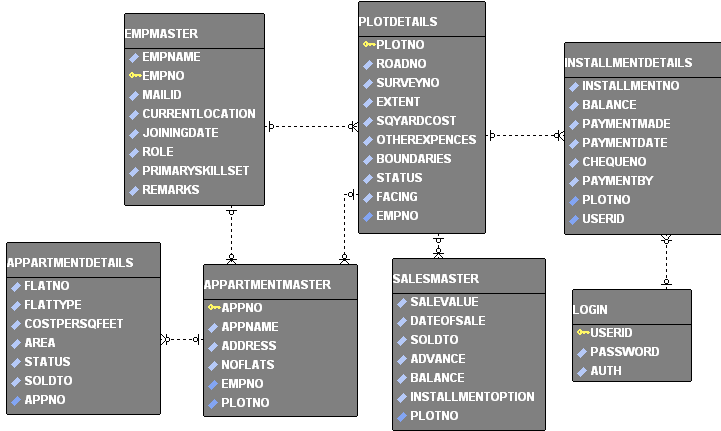 EMPMASTER
EMPNAME
EMPNO
MAILID
CURRENTLOCATION
JOININGDATE
ROLE
PRIMARYSKILLSET
REMARKS
PLOTDETAILS
PLOTNO
ROADNO
SURVEYNO
EXTENT
SQYARDCOST
OTHEREXPENCES
BOUNDARIES
STATUS
FACING
EMPNO
INSTALLMENTDETAILS
INSTALLMENTNO
BALANCE
PAYMENTMADE
PAYMENTDATE
CHEQUENO
PAYMENTBY
PLOTNO
USERID
APPARTMENTDETAILS
FLATNO
FLATTYPE
COSTPERSQFEET
AREA
STATUS
SOLDTO
APPNO
APPARTMENTMASTER
APPNO
APPNAME
ADDRESS
NOFLATS
EMPNO
PLOTNO
SALESMASTER
SALEVALUE
DATEOFSALE
SOLDTO
ADVANCE
BALANCE
INSTALLMENTOPTION
PLOTNO
LOGIN
USERID
PASSWORD
AUTH